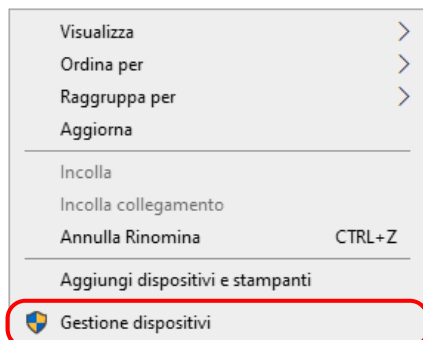 Visualizza
Ordina per
Raggruppa per
Aggiorna
Incolla
Incolla collegamento
Annulla Rinomina CTRL+Z
Aggiungi dispositivi e stampanti
Gestione dispositivi